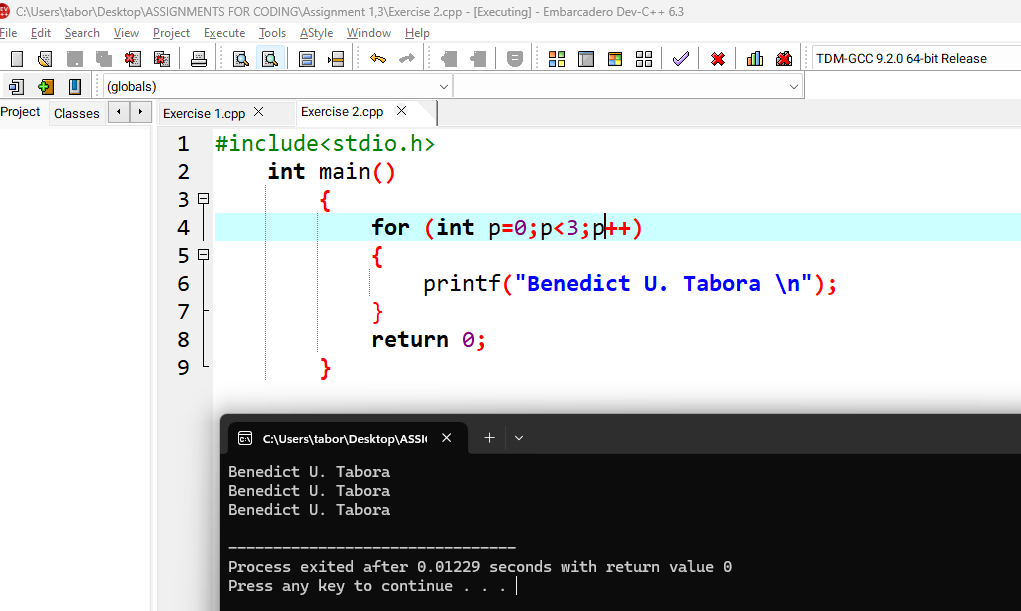 C:\Users\tabor\Desktop\ASSIGNMENTS FOR CODING\Assignment 1,3\Exercise 2.cpp - [Executing] - Embarcadero Dev-C++ 6.3
File Edit Search View Project Execute Tools AStyle Window Help
TDM-GCC 9.2.0 64-bit Release
(globals)
Project Classes Exercise 1.cpp Exercise 2.cpp
1 #include<stdio.h>
2 int main()
3 {
4 for (int p=0;p<3;p++)
5 {
6 printf("Benedict U. Tabora \n");
7 }
8 return 0;
9 }
C:\Users\tabor\Desktop\ASSI
Benedict U. Tabora
Benedict U. Tabora
Benedict U. Tabora
--------------------------------
Process exited after 0.01229 seconds with return value 0
Press any key to continue . . .